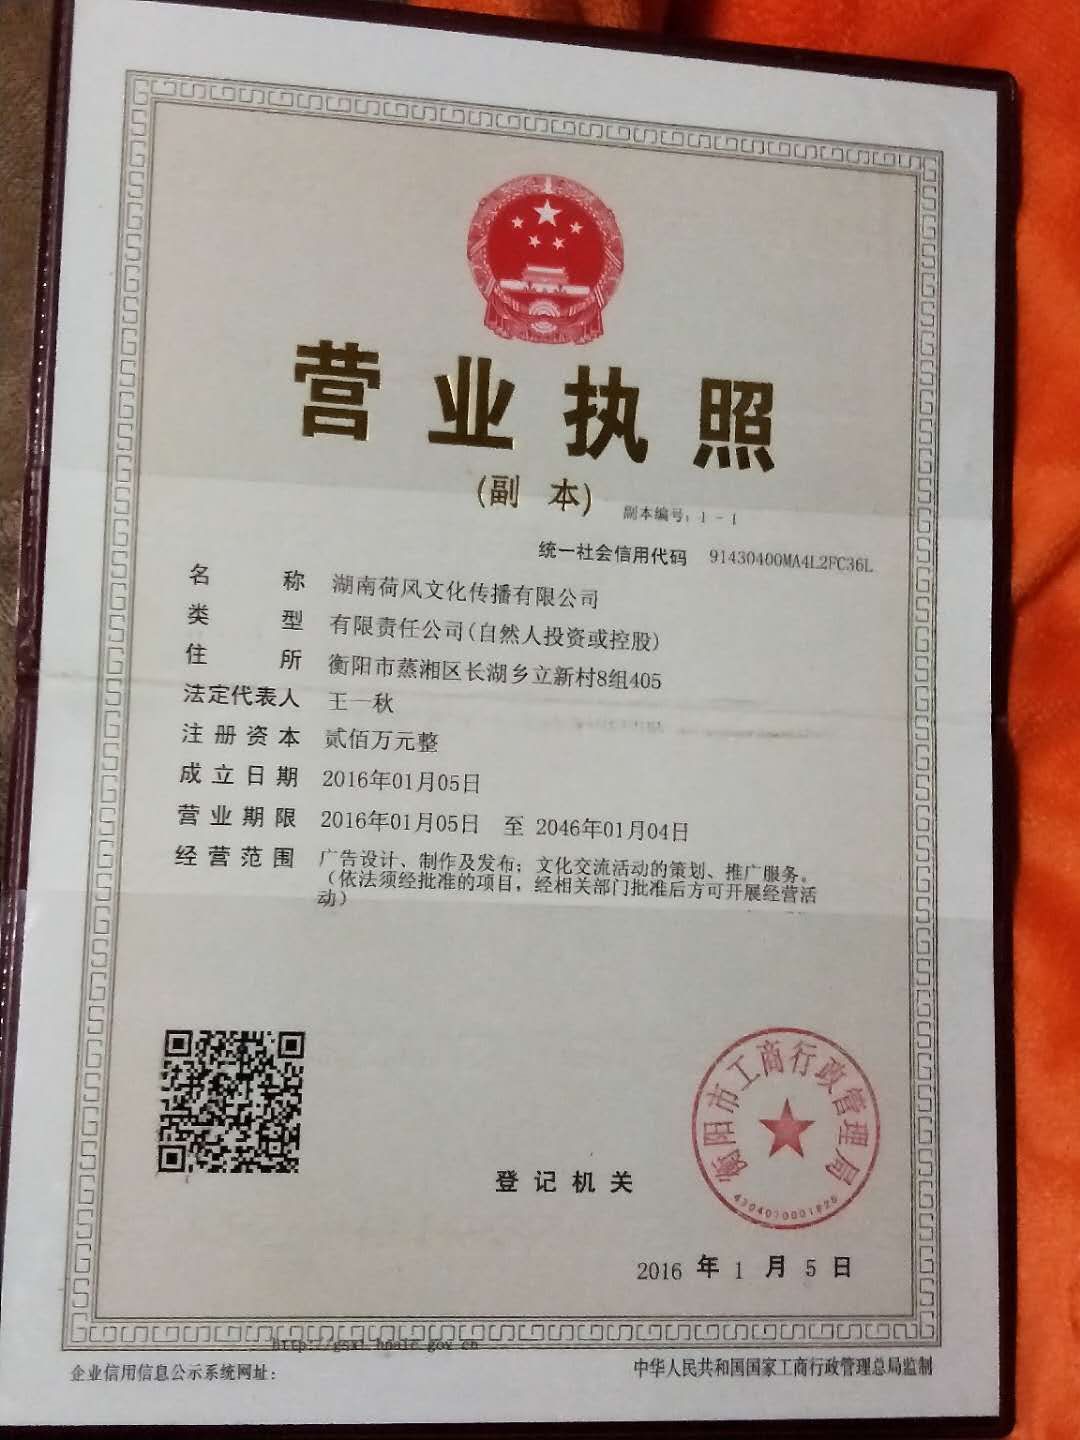 营业执照
(副 本)
副本编号：1-1
统一社会信用代码 91430400MA4L2FC36L
名 称 湖南荷风文化传播有限公司
类 型 有限责任公司(自然人投资或控股)
住 所 衡阳市蒸湘区长湖乡立新村8组405
法定代表人 王一秋
注册资本 贰佰万元整
成立日期 2016年01月05日
营业期限 2016年01月05日 至 2046年01月04日
经营范围 广告设计、制作及发布；文化交流活动的策划、推广服务。
（依法须经批准的项目，经相关部门批准后方可开展经营活
动）
衡阳市工商行政管理局
登记机关
2016 年 1 月 5 日
企业信用信息公示系统网址：
中华人民共和国国家工商行政管理总局监制